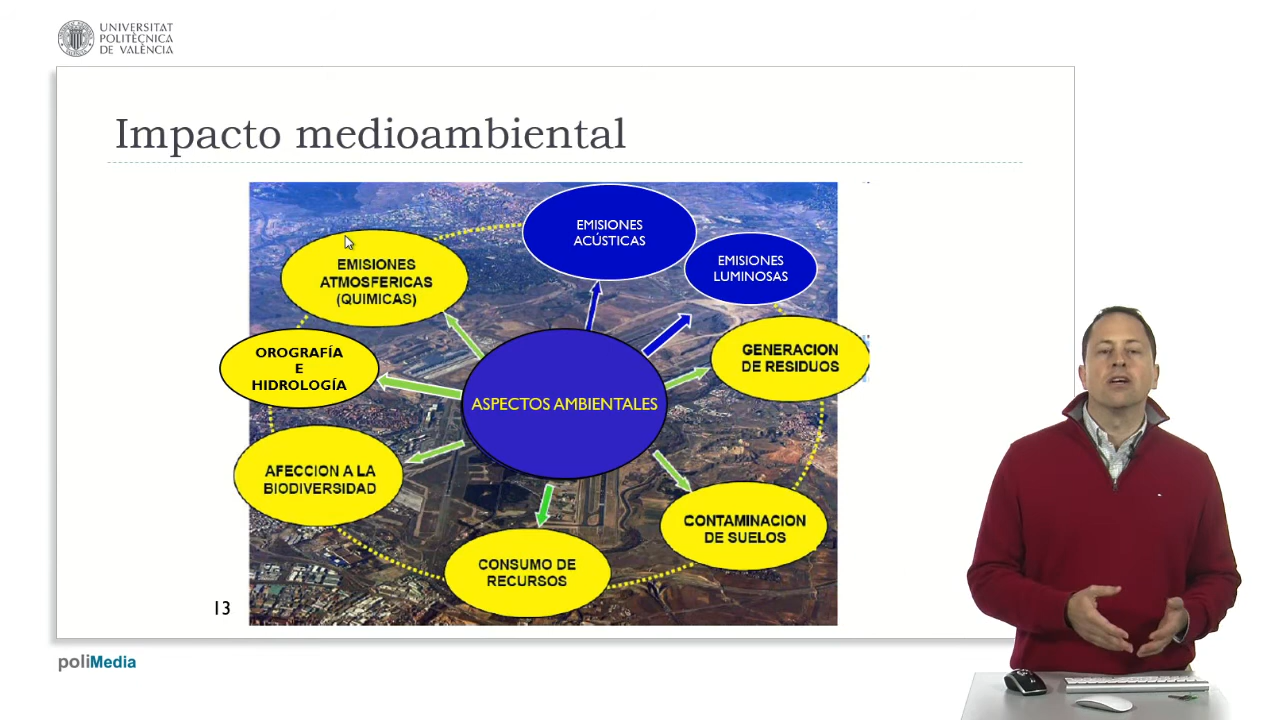 UNIVERSITAT
POLITÈCNICA
DE VALÈNCIA
Impacto medioambiental
EMISIONES
ACÚSTICAS
EMISIONES
LUMINOSAS
EMISIONES
ATMOSFERICAS
(QUIMICAS)
GENERACION
DE RESIDUOS
OROGRAFÍA
E
HIDROLOGÍA
ASPECTOS AMBIENTALES
AFECCION A LA
BIODIVERSIDAD
CONTAMINACION
DE SUELOS
CONSUMO DE
RECURSOS
13
poliMedia